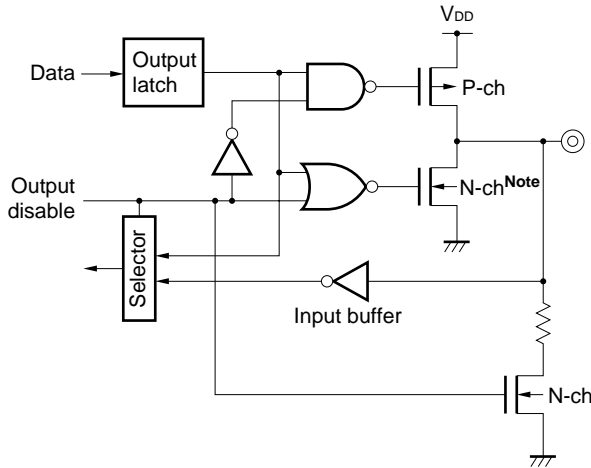 VDD
Output
latch
Data
P-ch
N-chNote
Output
disable
Selector
Input buffer
N-ch